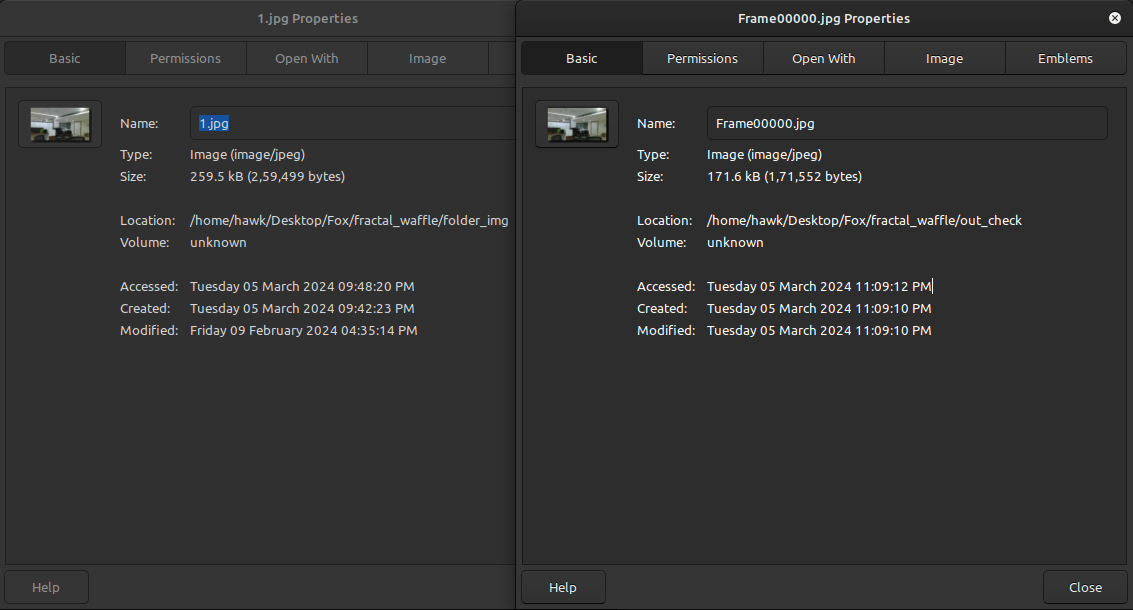 1.jpg Properties
Basic Permissions Open With Image
Name: 1.jpg
Type: Image (image/jpeg)
Size: 259.5 kB (2,59,499 bytes)
Location: /home/hawk/Desktop/Fox/fractal_waffle/folder_img
Volume: unknown
Accessed: Tuesday 05 March 2024 09:48:20 PM
Created: Tuesday 05 March 2024 09:42:23 PM
Modified: Friday 09 February 2024 04:35:14 PM
Help
Frame00000.jpg Properties
Basic Permissions Open With Image Emblems
Name: Frame00000.jpg
Type: Image (image/jpeg)
Size: 171.6 kB (1,71,552 bytes)
Location: /home/hawk/Desktop/Fox/fractal_waffle/out_check
Volume: unknown
Accessed: Tuesday 05 March 2024 11:09:12 PM
Created: Tuesday 05 March 2024 11:09:10 PM
Modified: Tuesday 05 March 2024 11:09:10 PM
Help Close